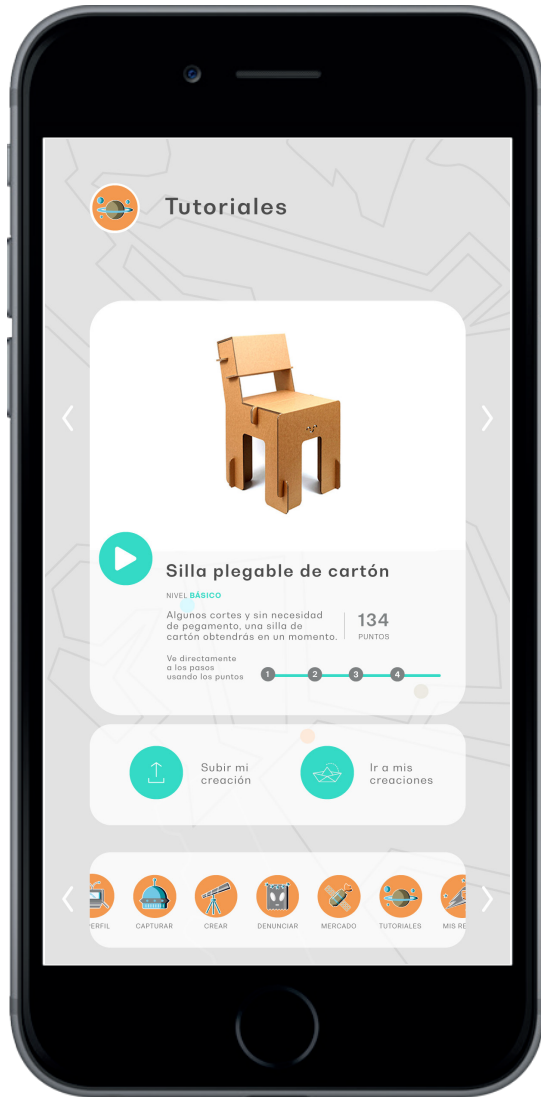 Tutoriales
Silla plegable de cartón
NIVEL BÁSICO
Algunos cortes y sin necesidad
de pegamento, una silla de
cartón obtendrás en un momento.
134
PUNTOS
Ve directamente
a los pasos
usando los puntos
1 2 3 4
Subir mi
creación
Ir a mis
creaciones
PERFIL CAPTURAR CREAR DENUNCIAR MERCADO TUTORIALES MIS RE